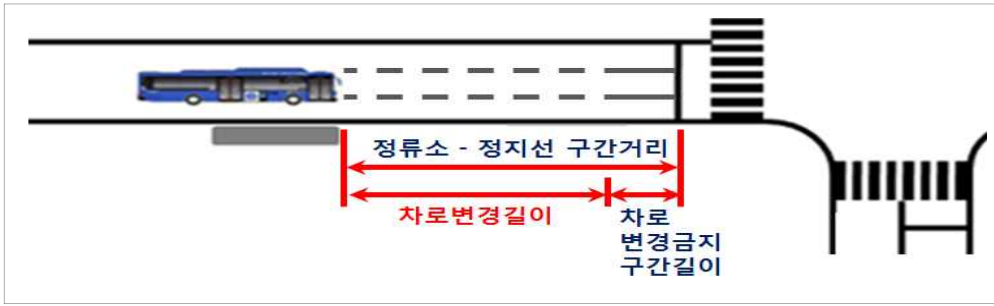 정류소 - 정지선 구간거리
차로변경길이
차로
변경금지
구간길이